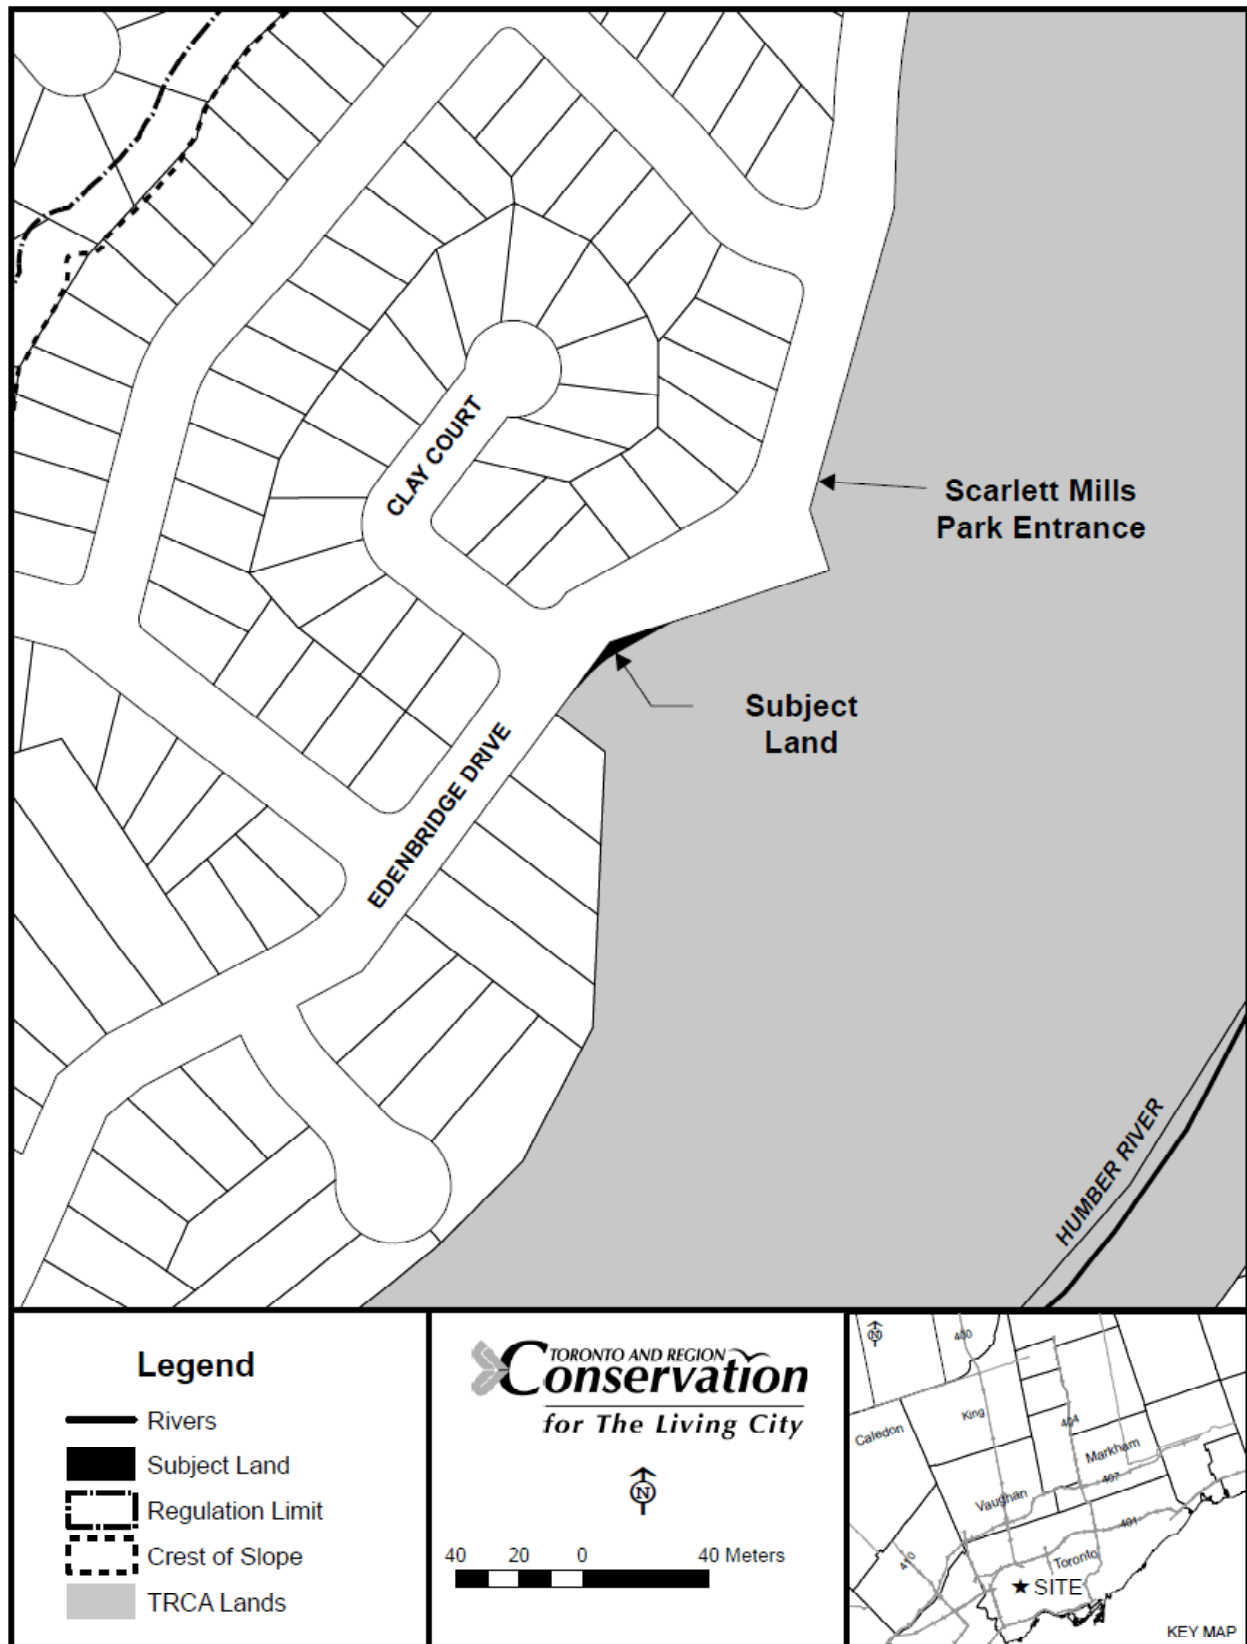 CLAY COURT
Scarlett Mills
Park Entrance
Subject
Land
EDENBRIDGE DRIVE
HUMBER RIVER
Legend
Rivers
Subject Land
Regulation Limit
Crest of Slope
TRCA Lands
TORONTO AND REGION
Conservation
for The Living City
N
40 20 0 40 Meters
N
400
King
404
Caledon
Markham
407
Vaughan
401
410
Toronto
★ SITE
KEY MAP